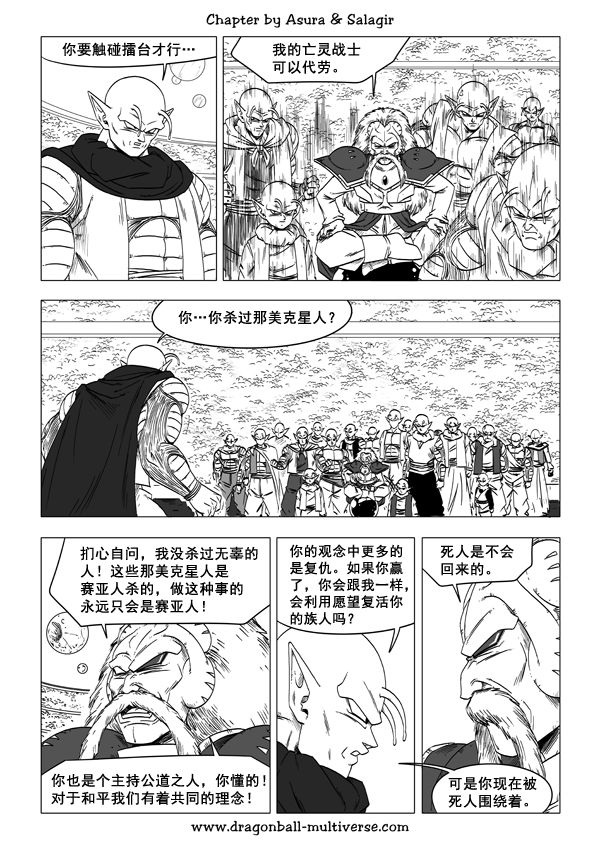 Chapter by Asura & Salagir
你要触碰擂台才行…
我的亡灵战士
可以代劳。
你…你杀过那美克星人？
扪心自问，我没杀过无辜的
人！这些那美克星人是
赛亚人杀的，做这种事的
永远只会是赛亚人！
你也是个主持公道之人，你懂的！
对于和平我们有着共同的理念！
你的观念中更多的
是复仇。如果你赢
了，你会跟我一样，
会利用愿望复活你
的族人吗？
死人是不会
回来的。
可是你现在被
死人围绕着。
www.dragonball-multiverse.com